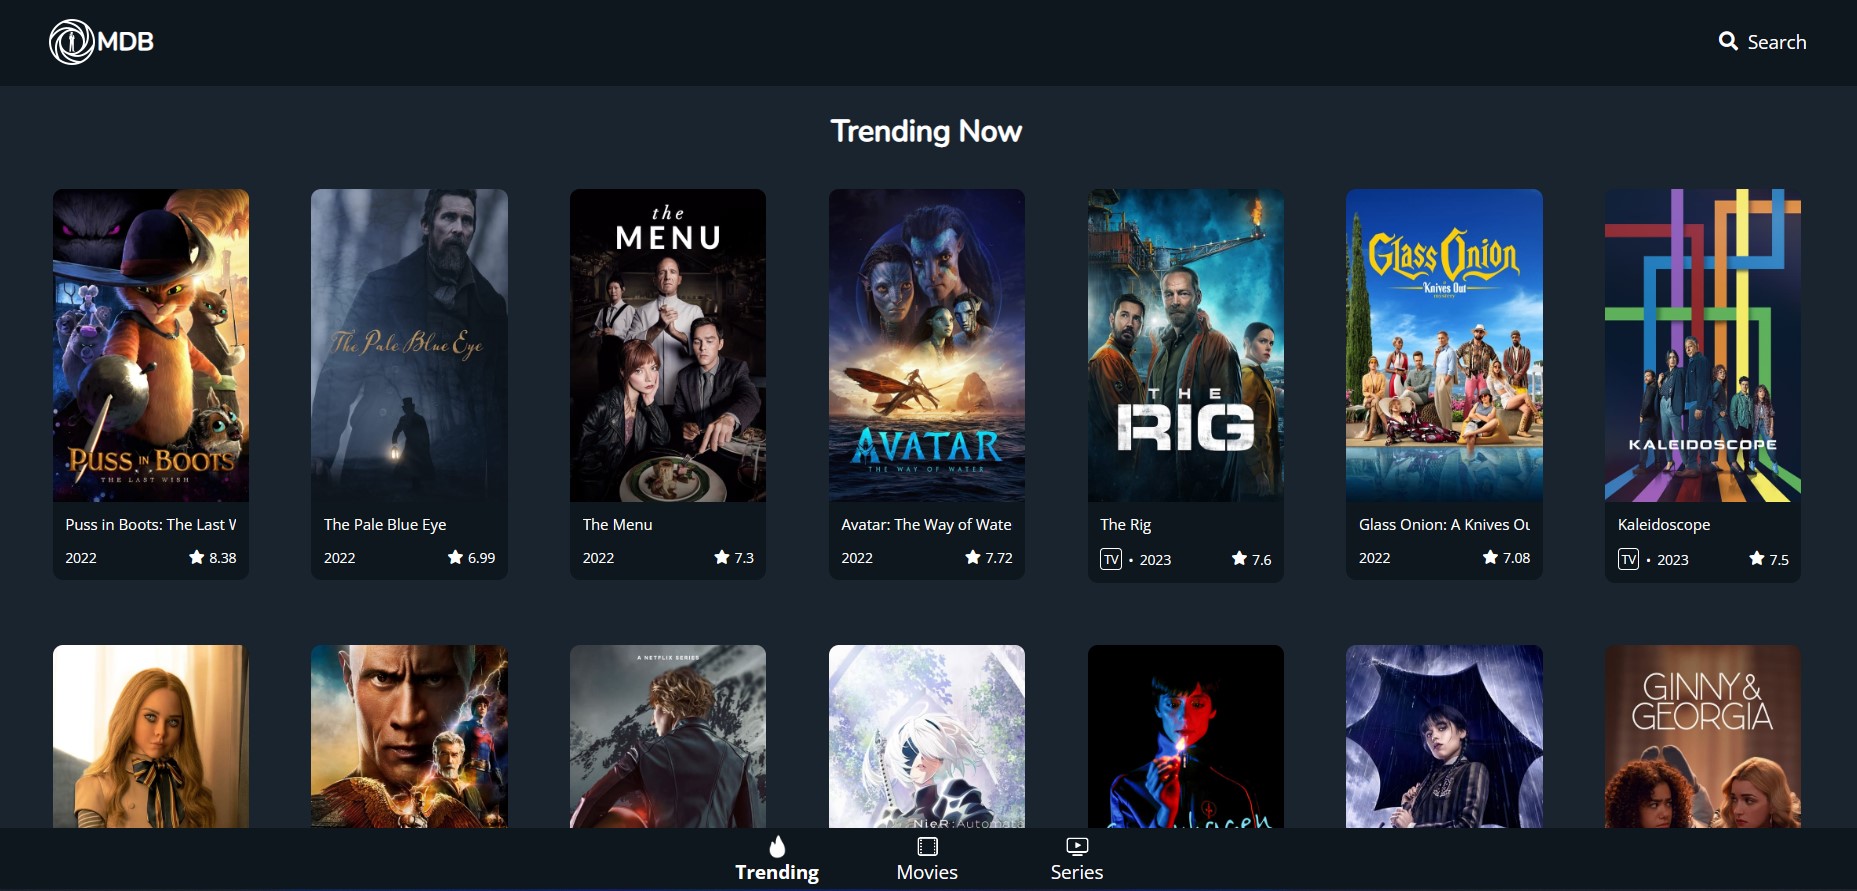 MDB
Search
Trending Now
PUSS IN BOOTS
THE LAST WISH
The Pale Blue Eye
the
MENU
AVATAR
THE WAY OF WATER
THE
RIG
Glass Onion
Knives Out
KALEIDOSCOPE
Puss in Boots: The Last W
2022 8.38
The Pale Blue Eye
2022 6.99
The Menu
2022 7.3
Avatar: The Way of Wate
2022 7.72
The Rig
TV • 2023 7.6
Glass Onion: A Knives Ou
2022 7.08
Kaleidoscope
TV • 2023 7.5
A NETFLIX SERIES
NieR:Automata
GINNY &
GEORGIA
Trending
Movies
Series